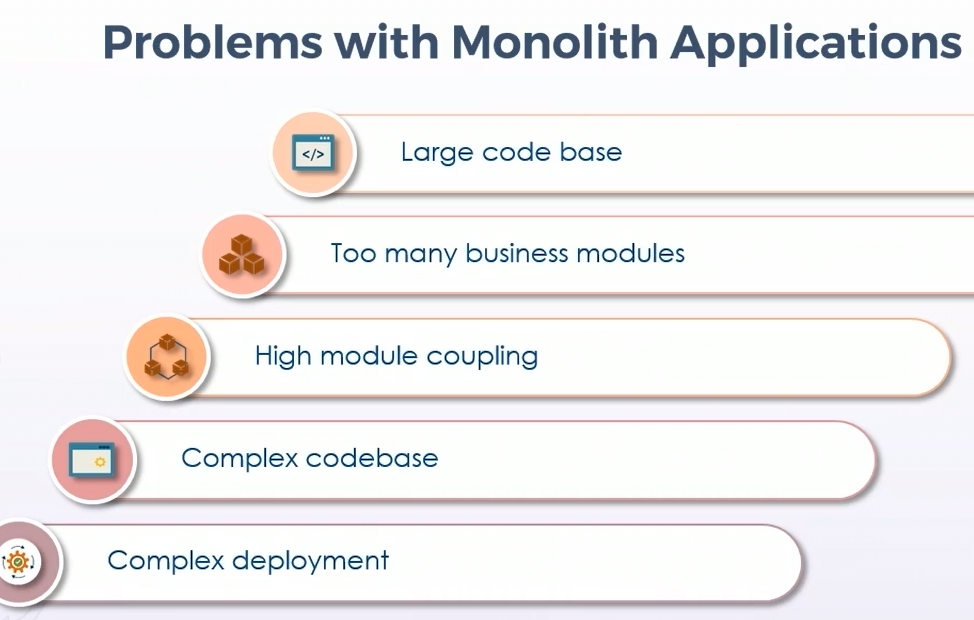 Problems with Monolith Applications
</>
Large code base
Too many business modules
High module coupling
Complex codebase
Complex deployment